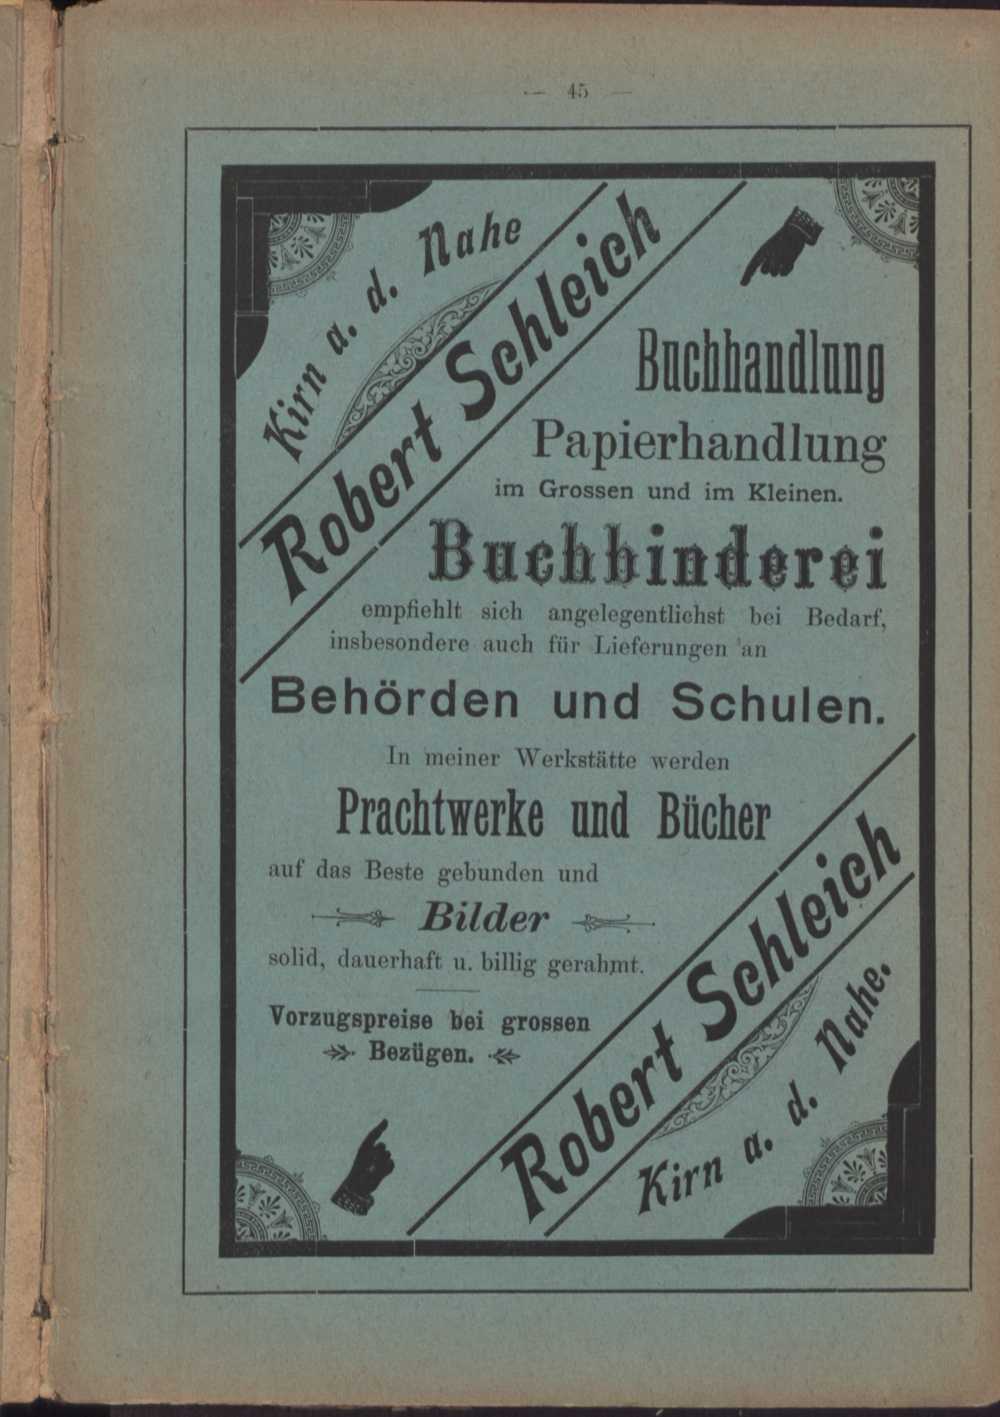 — 45 —
Kirn a. d. Nahe
Robert Schleich
Buchhandlung
Papierhandlung
im Grossen und im Kleinen.
Buchbinderei
empfiehlt sich angelegentlichst bei Bedarf,
insbesondere auch für Lieferungen an
Behörden und Schulen.
In meiner Werkstätte werden
Prachtwerke und Bücher
auf das Beste gebunden und
Bilder
solid, dauerhaft u. billig gerahmt.
Vorzugspreise bei grossen
Bezügen.
Robert Schleich
Kirn a. d. Nahe.